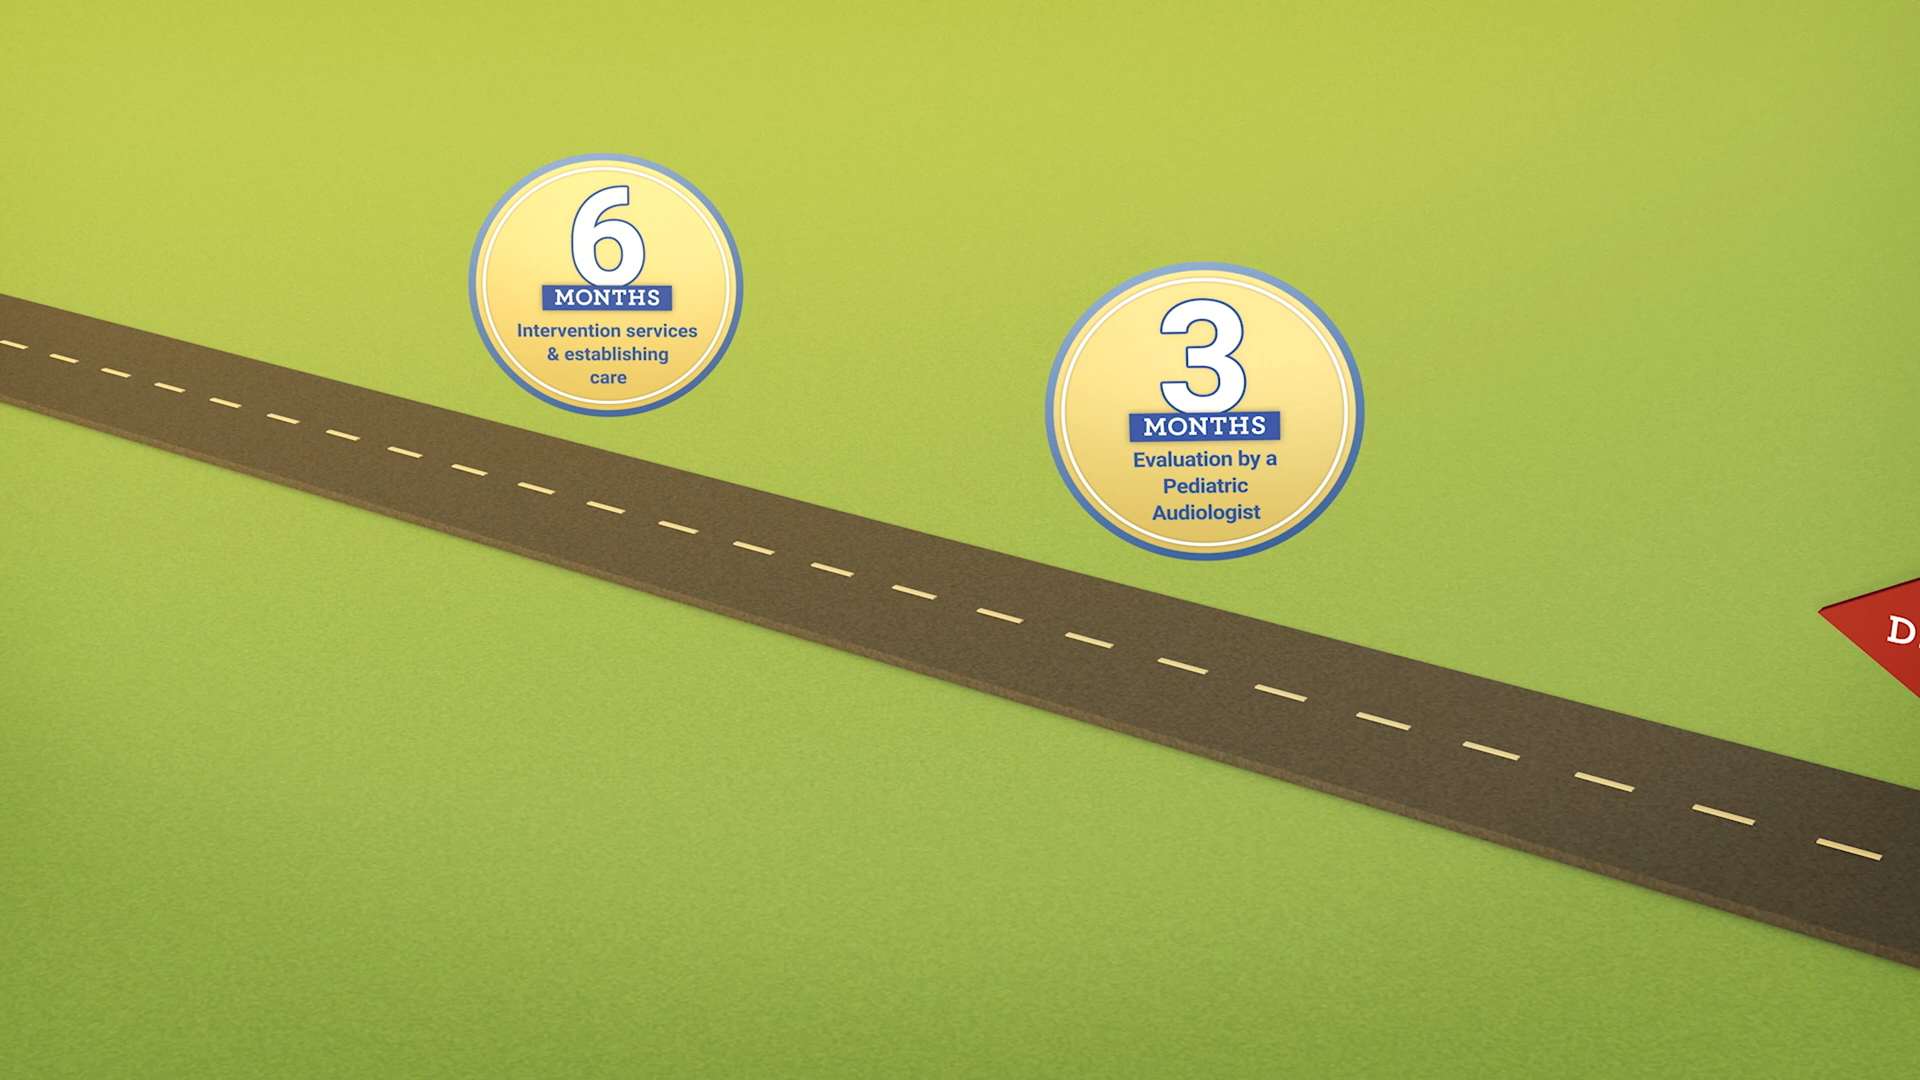 6
MONTHS
Intervention services
& establishing
care
3
MONTHS
Evaluation by a
Pediatric
Audiologist